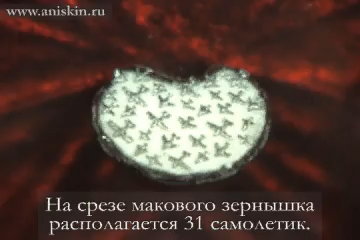 www.aniskin.ru
На срезе макового зернышка
располагается 31 самолетик.